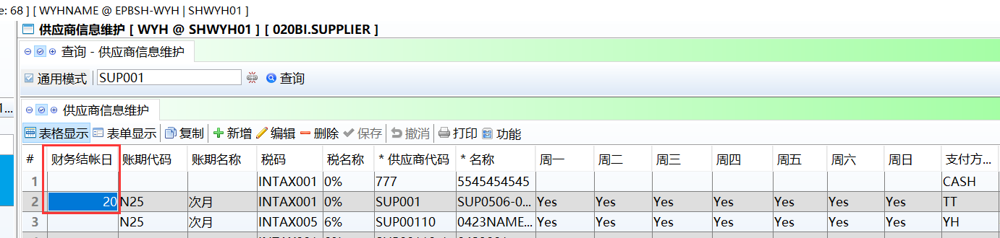 e: 68 ] [ WYHNAME @ EPBSH-WYH | SHWYH01 ]
供应商信息维护 [ WYH @ SHWYH01 ] [ 020BI.SUPPLIER ]
查询 - 供应商信息维护
通用模式 SUP001 查询
1...
供应商信息维护
表格显示 表单显示 复制 新增 编辑 删除 保存 撤消 打印 功能
# 财务结帐日 账期代码 账期名称 税码 税名称 * 供应商代码 * 名称 周一 周二 周三 周四 周五 周六 周日 支付方...
1 INTAX001 0% 777 5545454545 CASH
2 20 N25 次月 INTAX001 0% SUP001 SUP0506-0... Yes Yes Yes Yes Yes Yes Yes TT
3 N25 次月 INTAX005 6% SUP00110 0423NAME... Yes Yes Yes Yes Yes Yes Yes YH